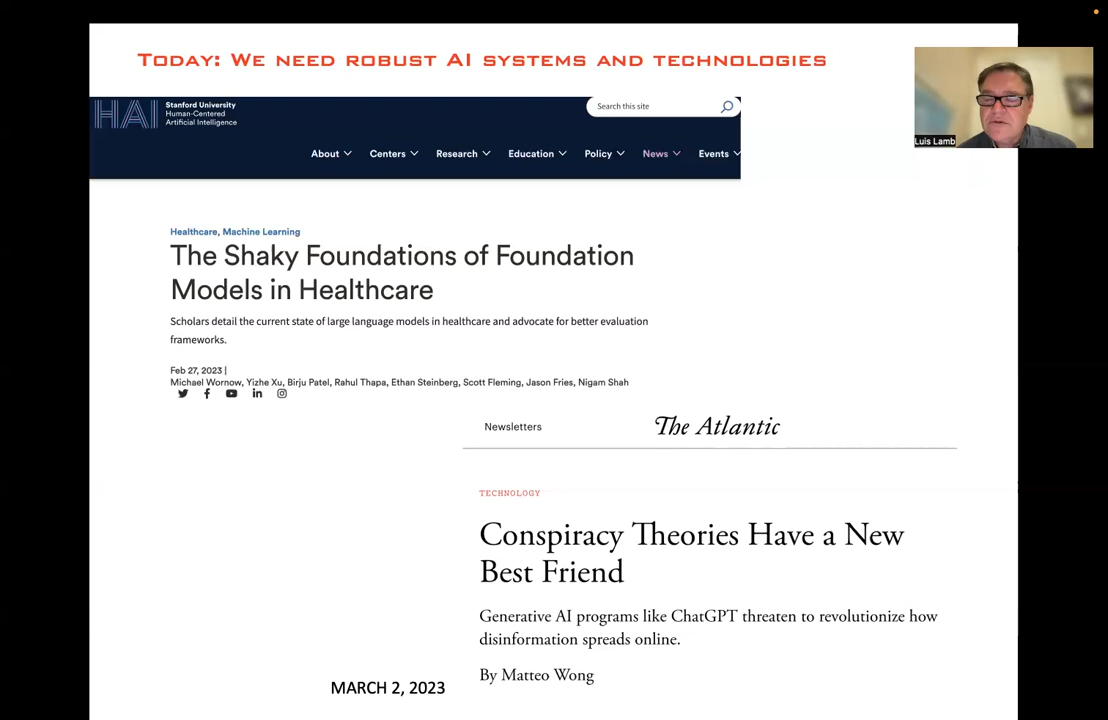 TODAY: WE NEED ROBUST AI SYSTEMS AND TECHNOLOGIES
HAI
Stanford University
Human-Centered
Artificial Intelligence
Search this site
About
Centers
Research
Education
Policy
News
Events
Luis Lamb
Healthcare, Machine Learning
The Shaky Foundations of Foundation
Models in Healthcare
Scholars detail the current state of large language models in healthcare and advocate for better evaluation
frameworks.
Feb 27, 2023 |
Michael Wornow, Yizhe Xu, Birju Patel, Rahul Thapa, Ethan Steinberg, Scott Fleming, Jason Fries, Nigam Shah
Newsletters
The Atlantic
TECHNOLOGY
Conspiracy Theories Have a New
Best Friend
Generative AI programs like ChatGPT threaten to revolutionize how
disinformation spreads online.
By Matteo Wong
MARCH 2, 2023